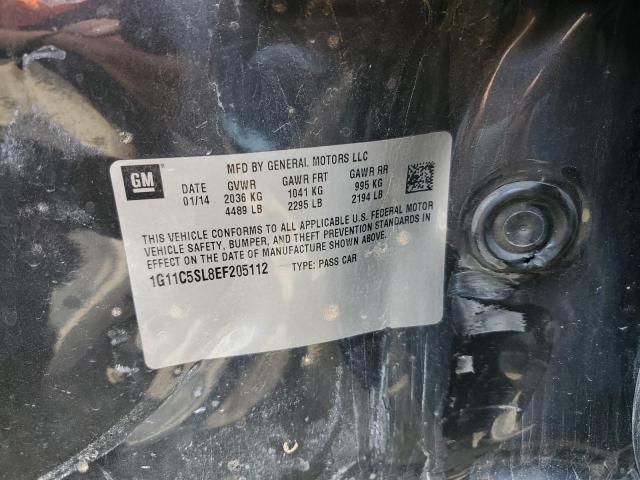 GM
MFD BY GENERAL MOTORS LLC
DATE GVWR GAWR FRT GAWR RR
01/14 2036 KG 1041 KG 995 KG
4489 LB 2295 LB 2194 LB
THIS VEHICLE CONFORMS TO ALL APPLICABLE U.S. FEDERAL MOTOR
VEHICLE SAFETY, BUMPER, AND THEFT PREVENTION STANDARDS IN
EFFECT ON THE DATE OF MANUFACTURE SHOWN ABOVE.
1G11C5SL8EF205112 TYPE: PASS CAR